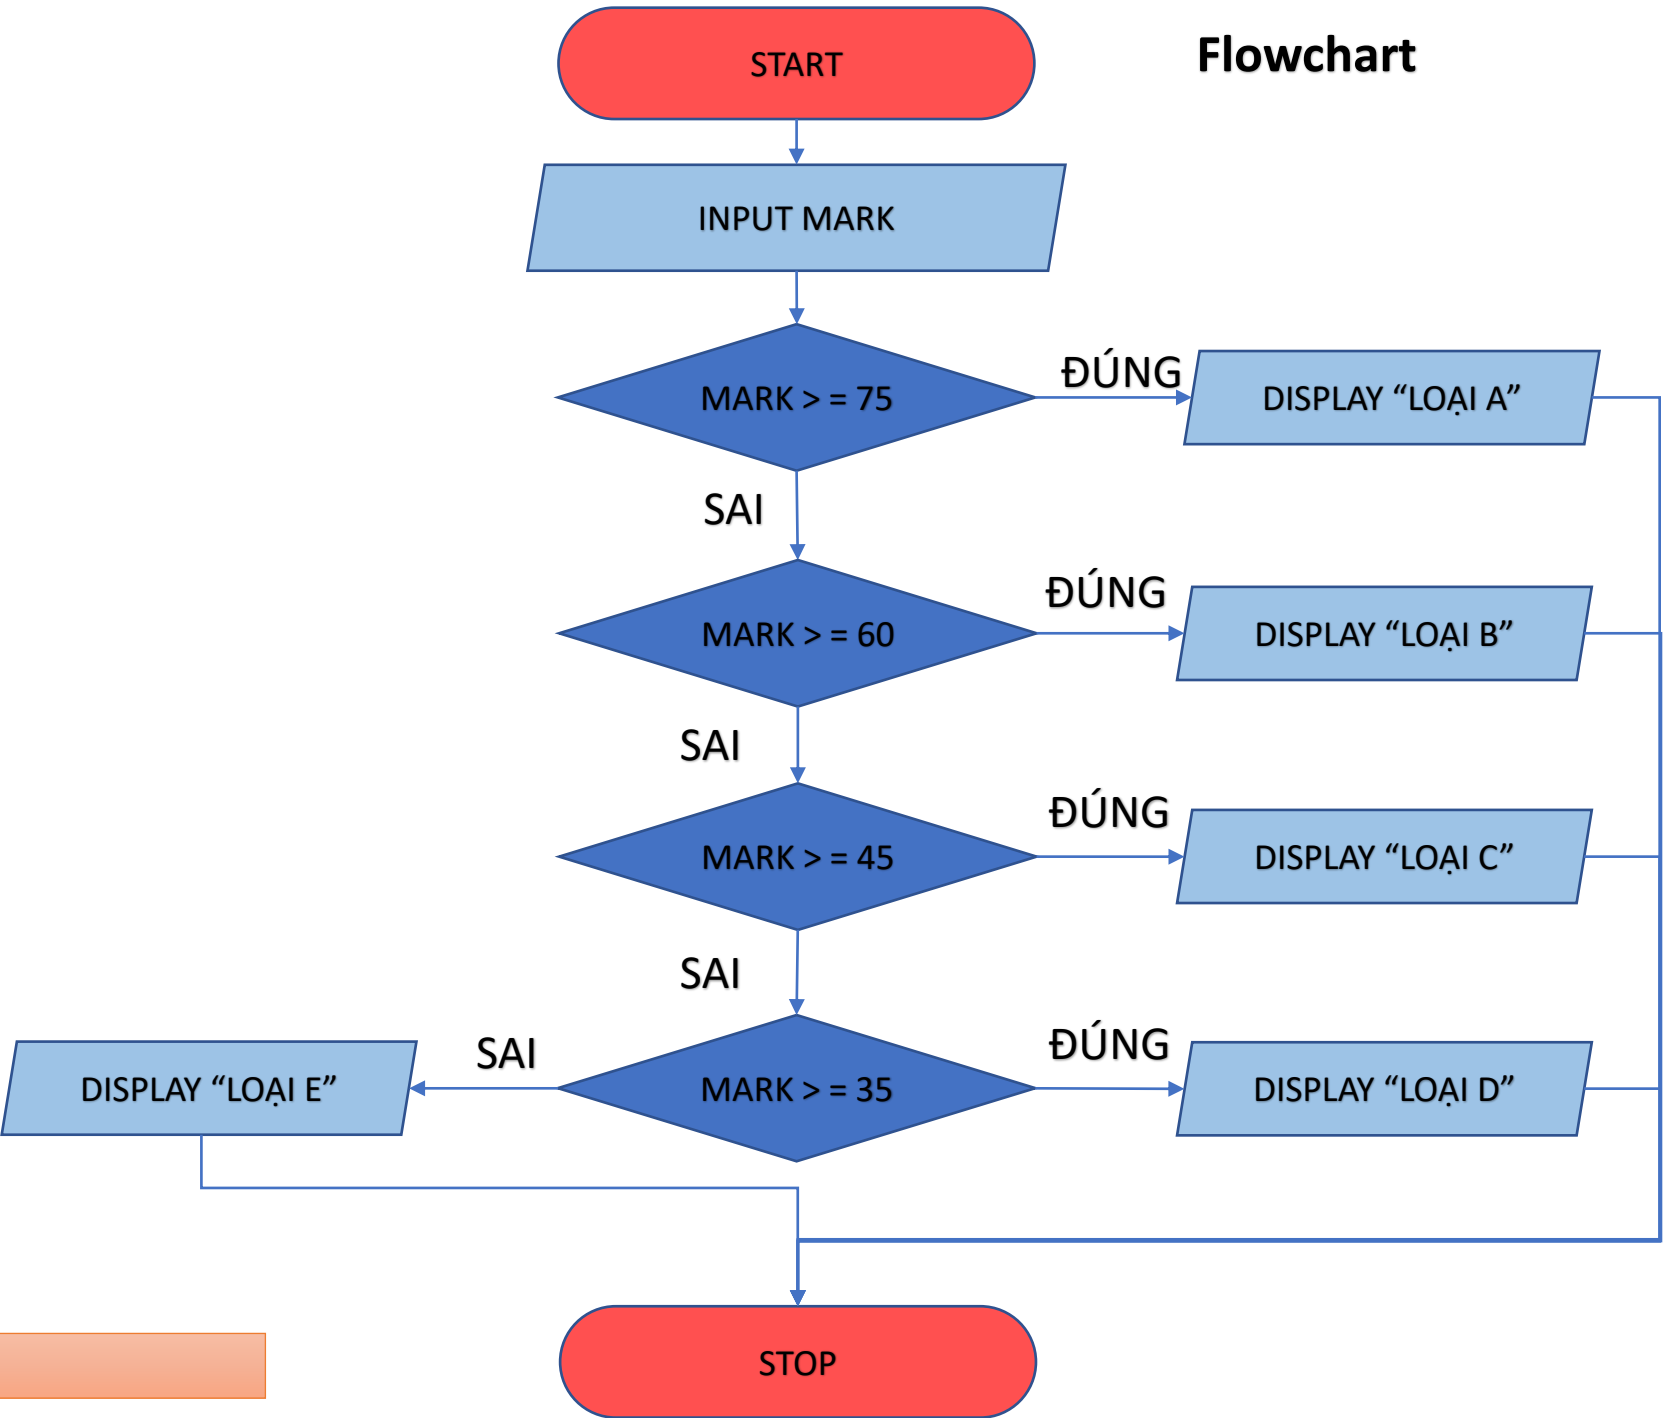 Flowchart
START
INPUT MARK
MARK > = 75
ĐÚNG
DISPLAY “LOẠI A”
SAI
MARK > = 60
ĐÚNG
DISPLAY “LOẠI B”
SAI
MARK > = 45
ĐÚNG
DISPLAY “LOẠI C”
SAI
MARK > = 35
ĐÚNG
DISPLAY “LOẠI D”
SAI
DISPLAY “LOẠI E”
STOP